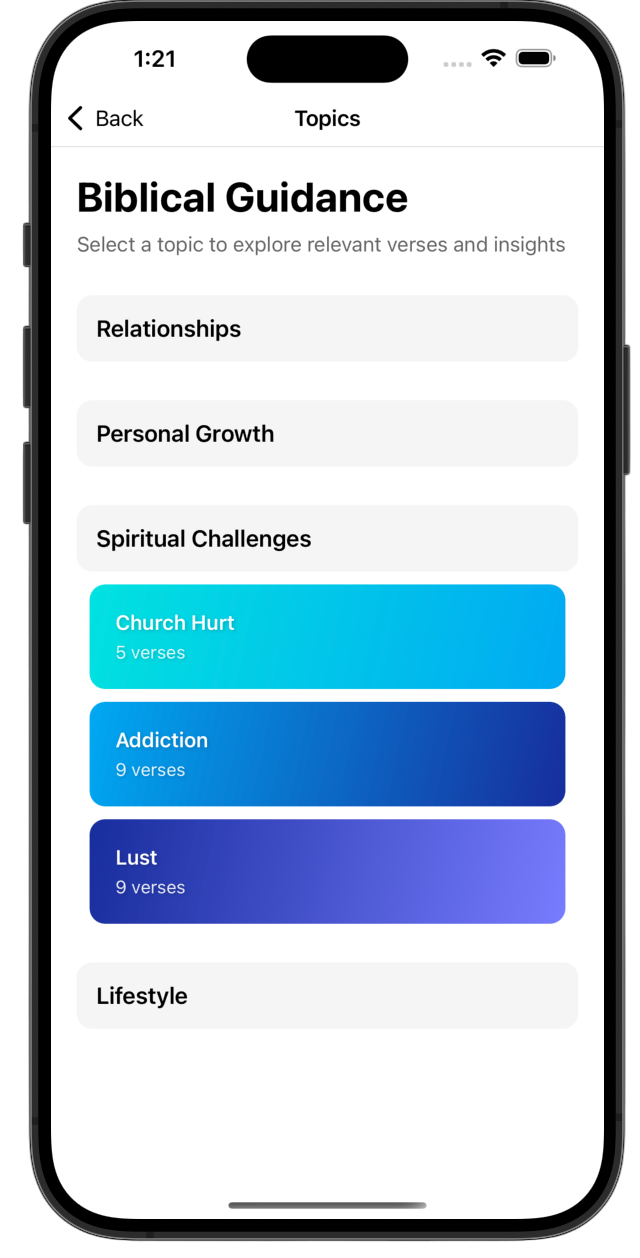 1:21
Back
Topics
Biblical Guidance
Select a topic to explore relevant verses and insights
Relationships
Personal Growth
Spiritual Challenges
Church Hurt
5 verses
Addiction
9 verses
Lust
9 verses
Lifestyle